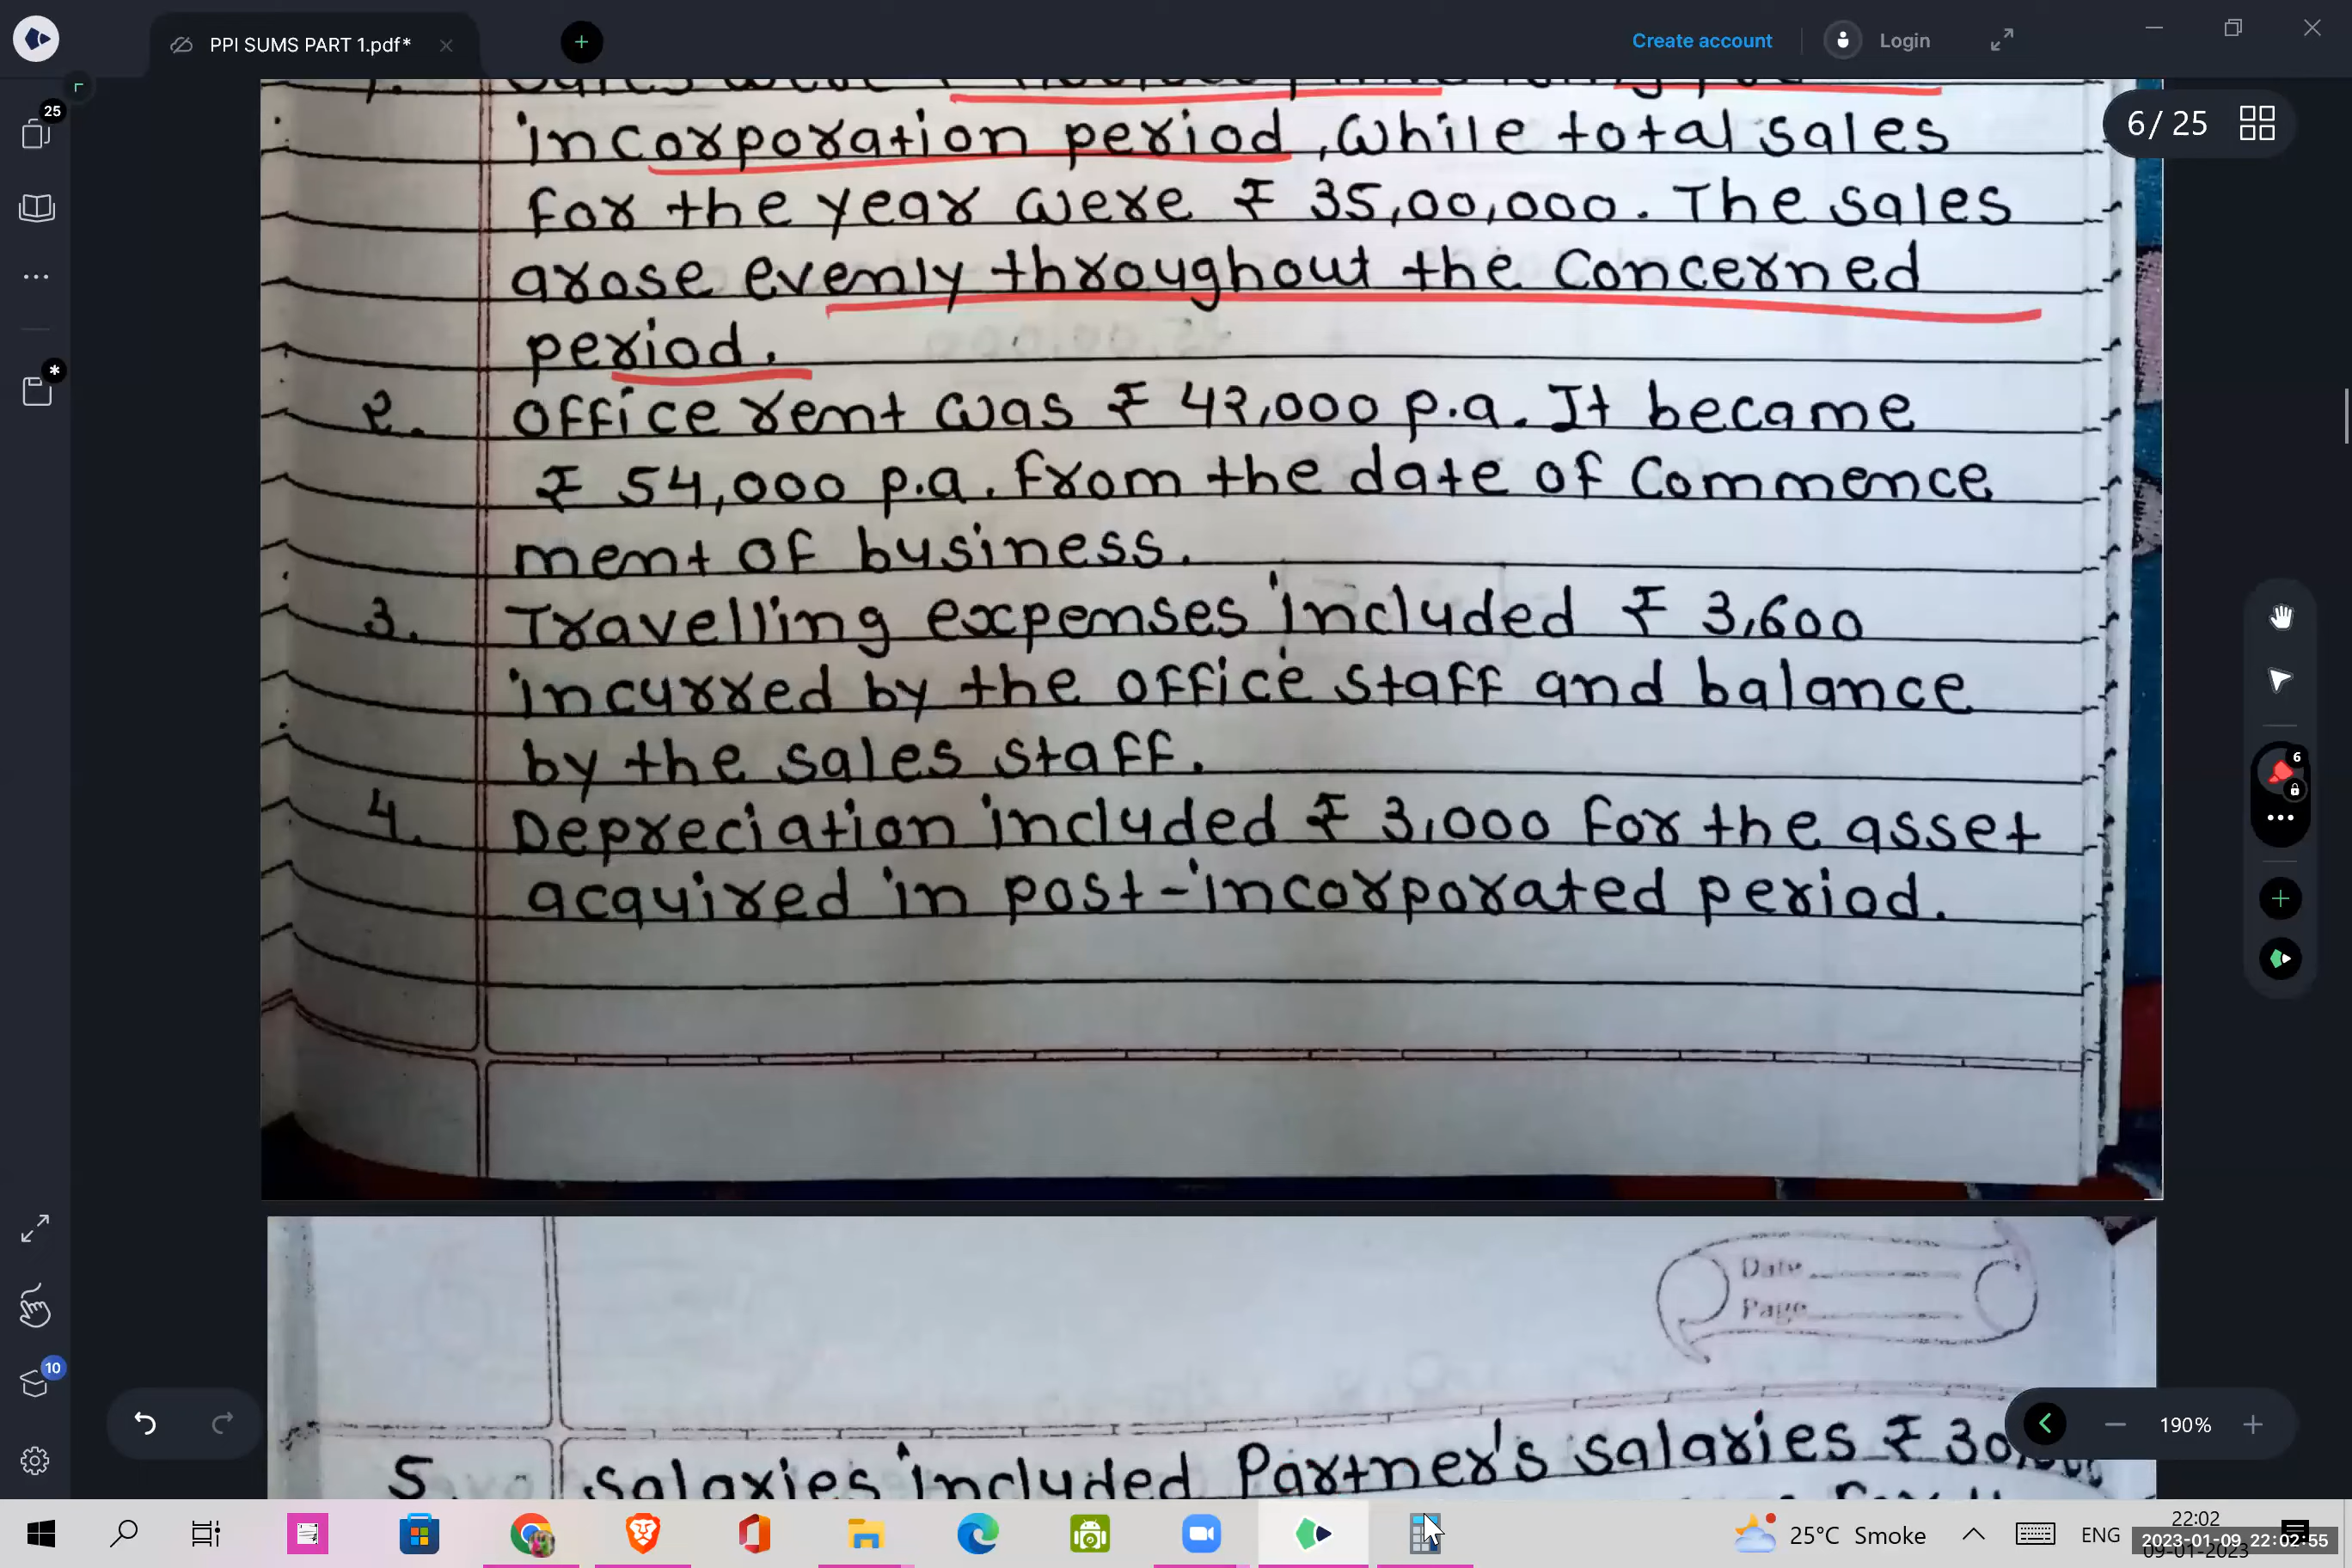 PPI SUMS PART 1.pdf*
Create account
Login
25
6/ 25
incorporation period, while total sales
for the year were ₹ 35,00,000. The sales
arose evenly throughout the concerned
period.
2. Office rent was ₹ 42,000 p.a. It became
₹ 54,000 p.a. from the date of commence
ment of business.
3. Travelling expenses included ₹ 3,600
incurred by the office staff and balance
by the sales staff.
4. Depreciation included ₹ 3,000 for the asset
acquired in post-incorporated period.
6
Date
Page
10
190%
5. Salaries included Partner's salaries ₹
22:02
25°C Smoke
ENG
2023-01-09 22:02:55